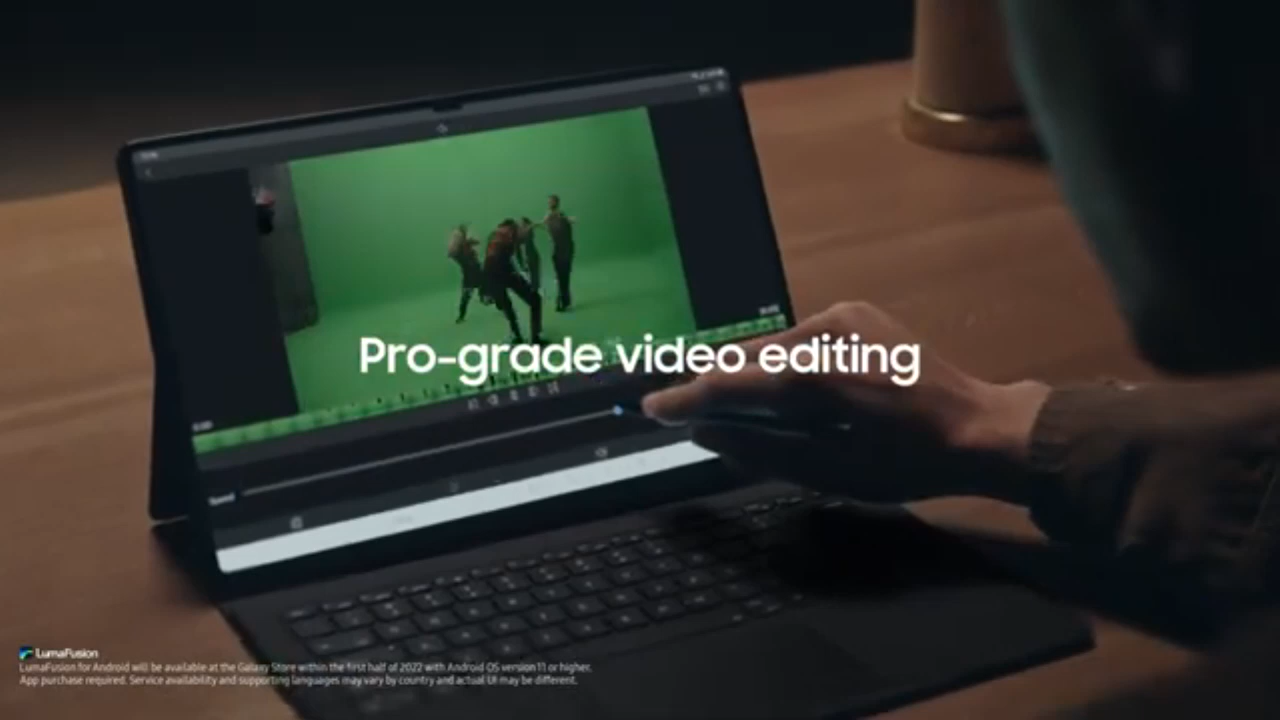 Pro-grade video editing
Speed
LumaFusion
LumaFusion for Android will be available at the Galaxy Store within the first half of 2022 with Android OS version 11 or higher.
App purchase required. Service availability and supporting languages may vary by country and actual UI may be different.